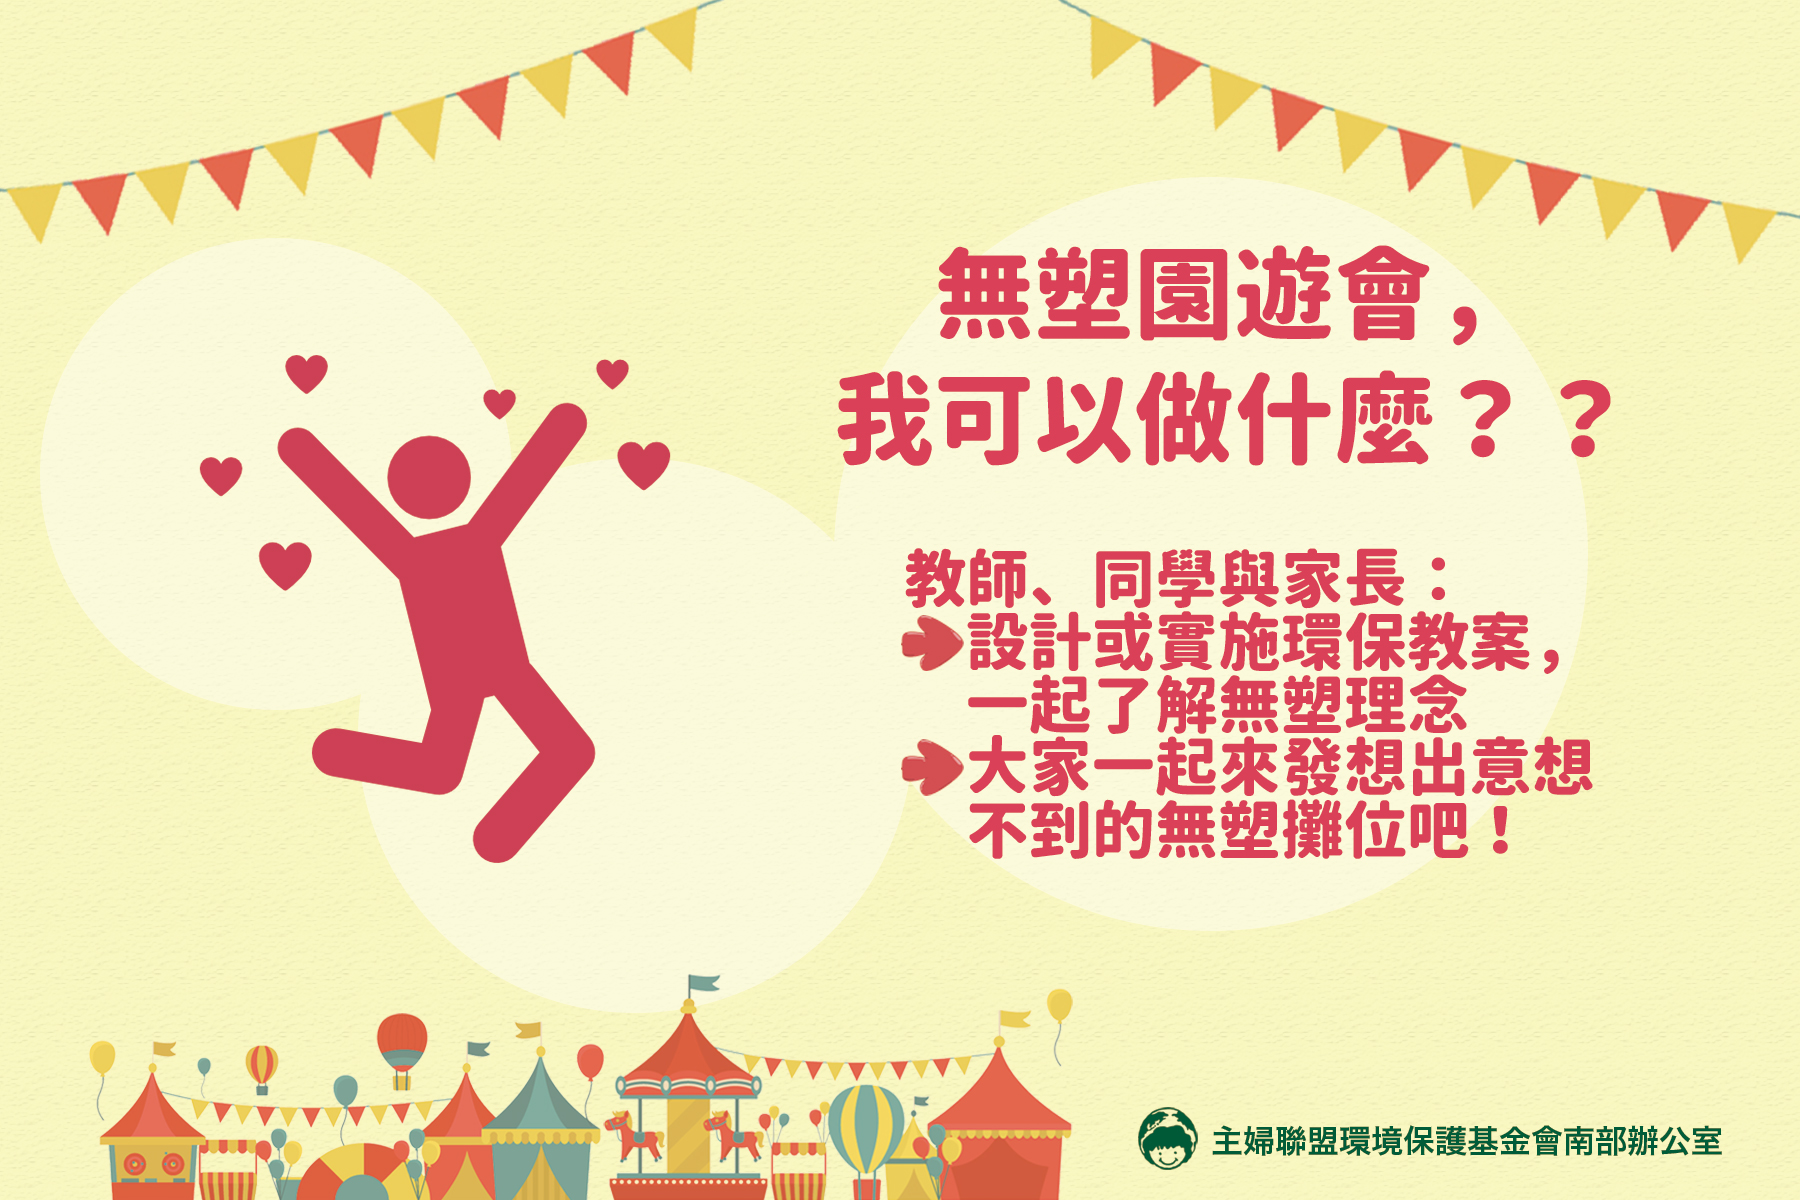 無塑園遊會，
我可以做什麼？？
教師、同學與家長：
設計或實施環保教案，
一起了解無塑理念
大家一起來發想出意想
不到的無塑攤位吧！
主婦聯盟環境保護基金會南部辦公室